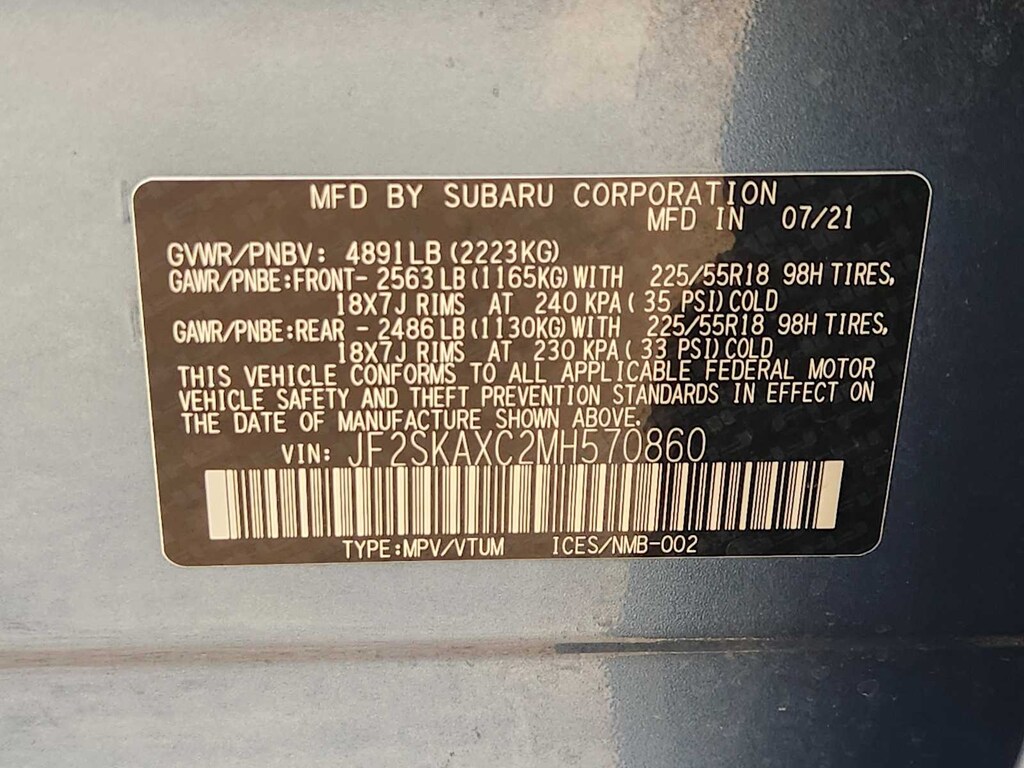 MFD BY SUBARU CORPORATION
MFD IN 07/21
GVWR/PNBV: 4891LB (2223KG)
GAWR/PNBE:FRONT- 2563 LB (1165KG) WITH 225/55R18 98H TIRES,
18X7J RIMS AT 240 KPA ( 35 PSI) COLD
GAWR/PNBE:REAR - 2486 LB (1130KG) WITH 225/55R18 98H TIRES,
18X7J RIMS AT 230 KPA ( 33 PSI) COLD
THIS VEHICLE CONFORMS TO ALL APPLICABLE FEDERAL MOTOR
VEHICLE SAFETY AND THEFT PREVENTION STANDARDS IN EFFECT ON
THE DATE OF MANUFACTURE SHOWN ABOVE.
VIN: JF2SKAXC2MH570860
TYPE:MPV/VTUM ICES/NMB-002